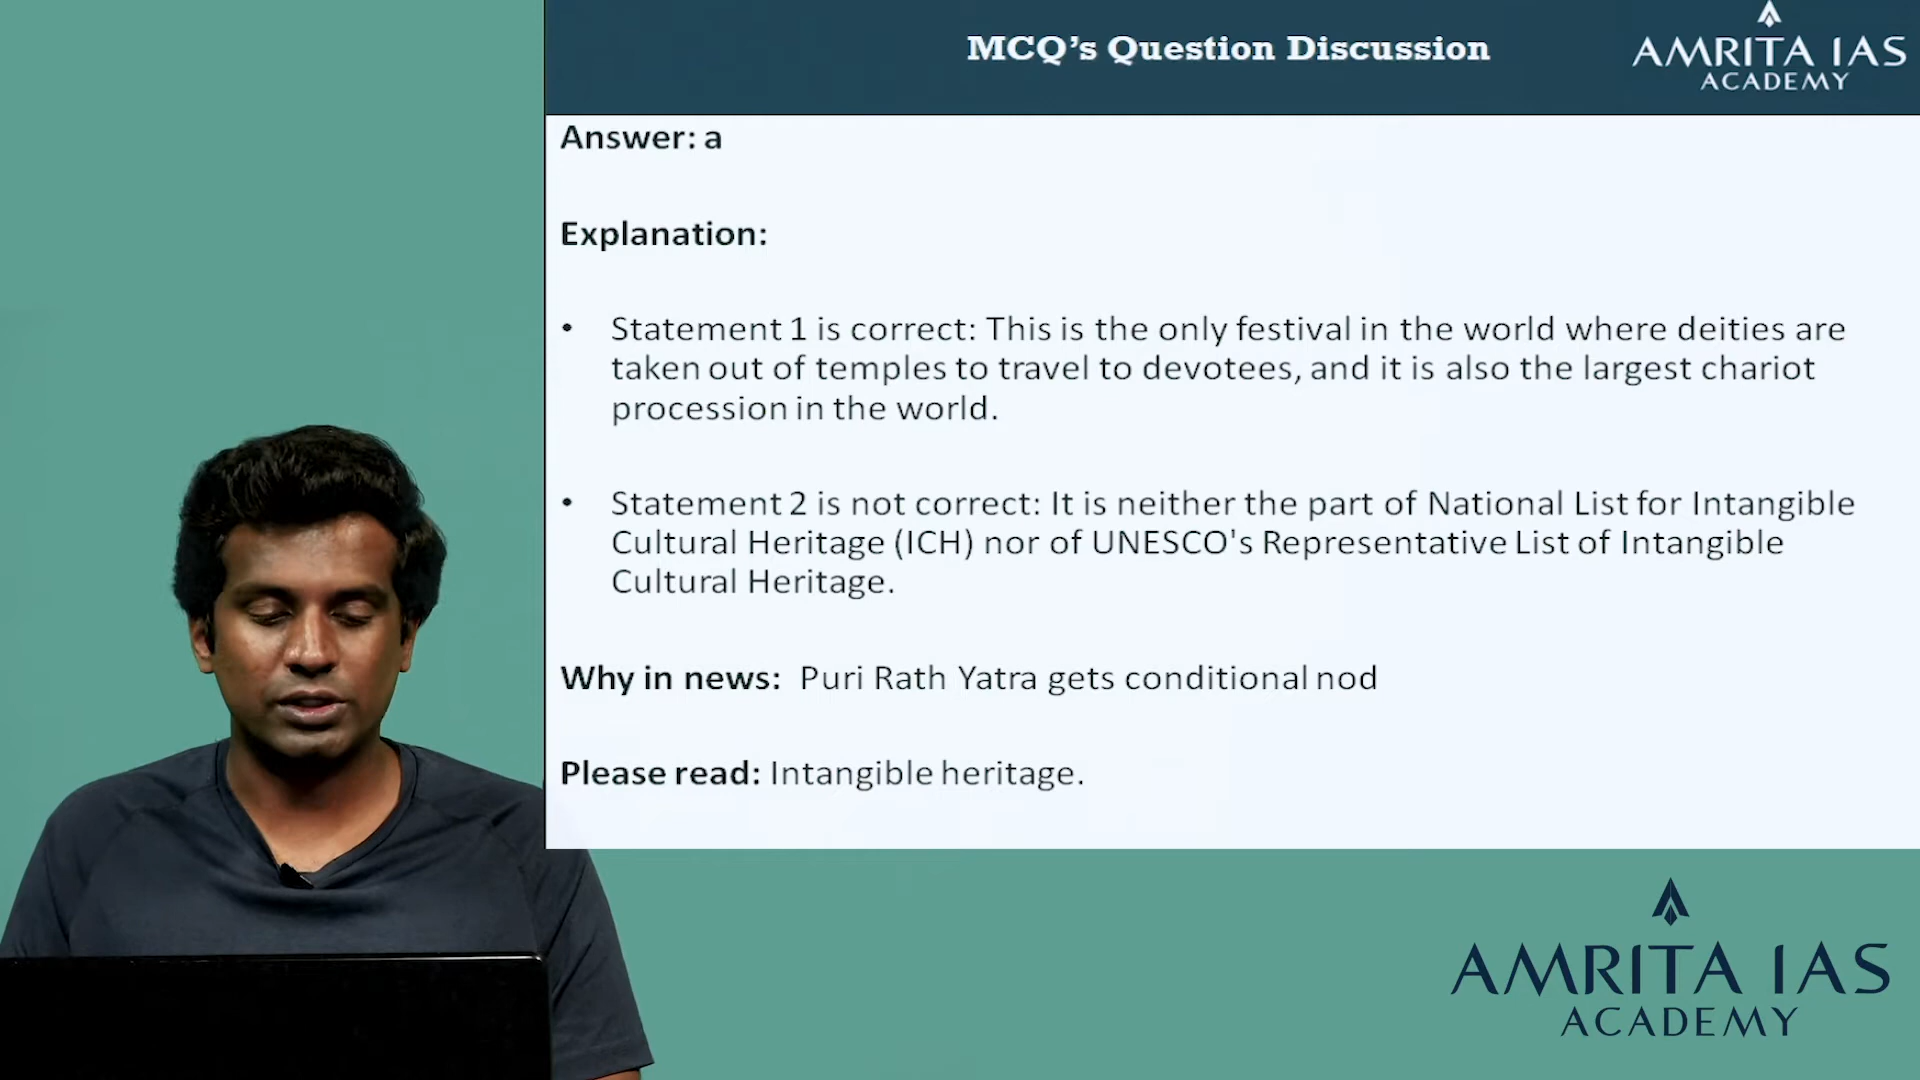 MCQ's Question Discussion
AMRITA IAS
ACADEMY
Answer: a
Explanation:
• Statement 1 is correct: This is the only festival in the world where deities are
taken out of temples to travel to devotees, and it is also the largest chariot
procession in the world.
• Statement 2 is not correct: It is neither the part of National List for Intangible
Cultural Heritage (ICH) nor of UNESCO's Representative List of Intangible
Cultural Heritage.
Why in news: Puri Rath Yatra gets conditional nod
Please read: Intangible heritage.
AMRITA IAS
ACADEMY